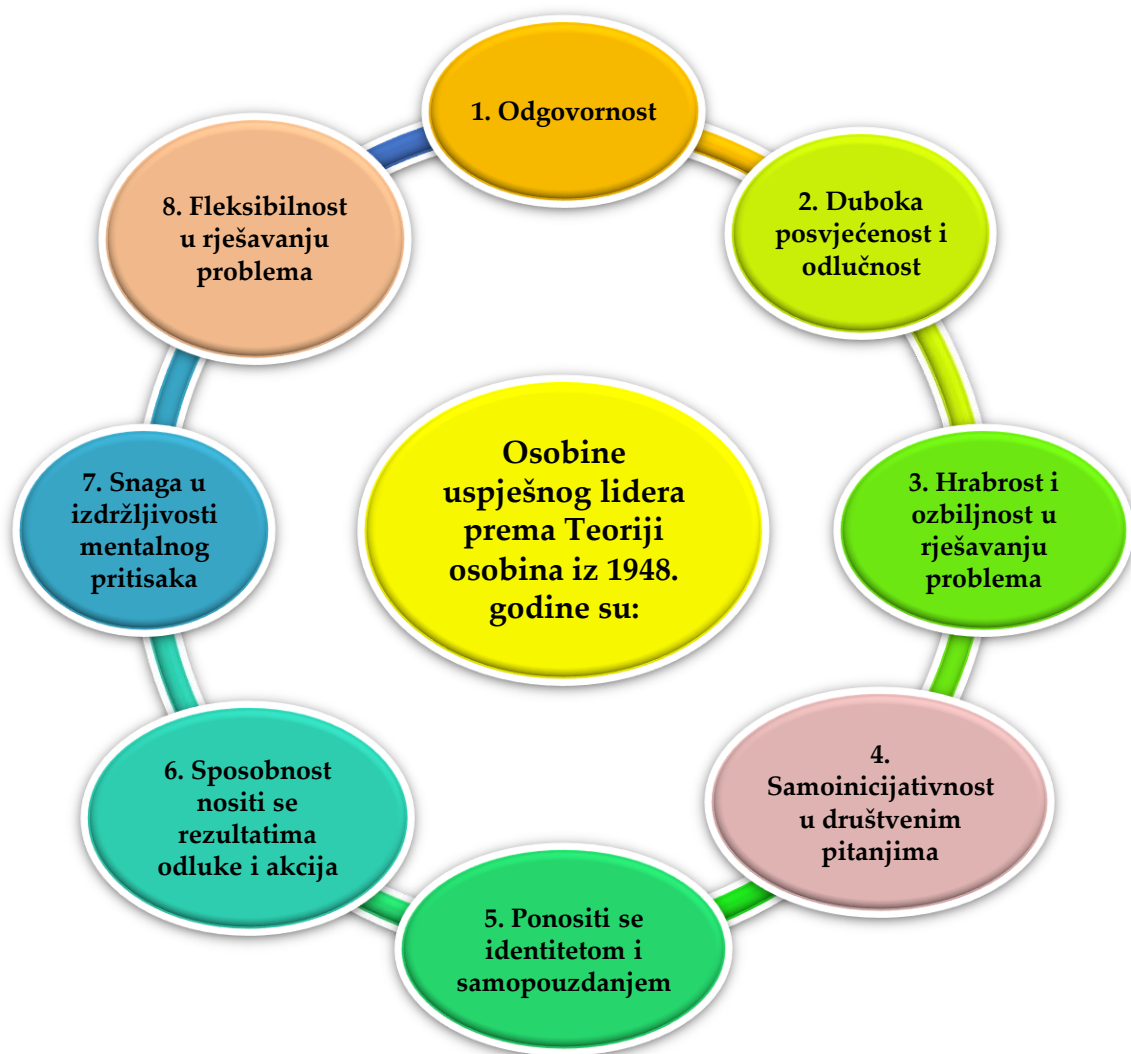 Osobine
uspješnog lidera
prema Teoriji
osobina iz 1948.
godine su:
1. Odgovornost
2. Duboka
posvjećenost i
odlučnost
3. Hrabrost i
ozbiljnost u
rješavanju
problema
4.
Samoinicijativnost
u društvenim
pitanjima
5. Ponositi se
identitetom i
samopouzdanjem
6. Sposobnost
nositi se
rezultatima
odluke i akcija
7. Snaga u
izdržljivosti
mentalnog
pritisaka
8. Fleksibilnost
u rješavanju
problema